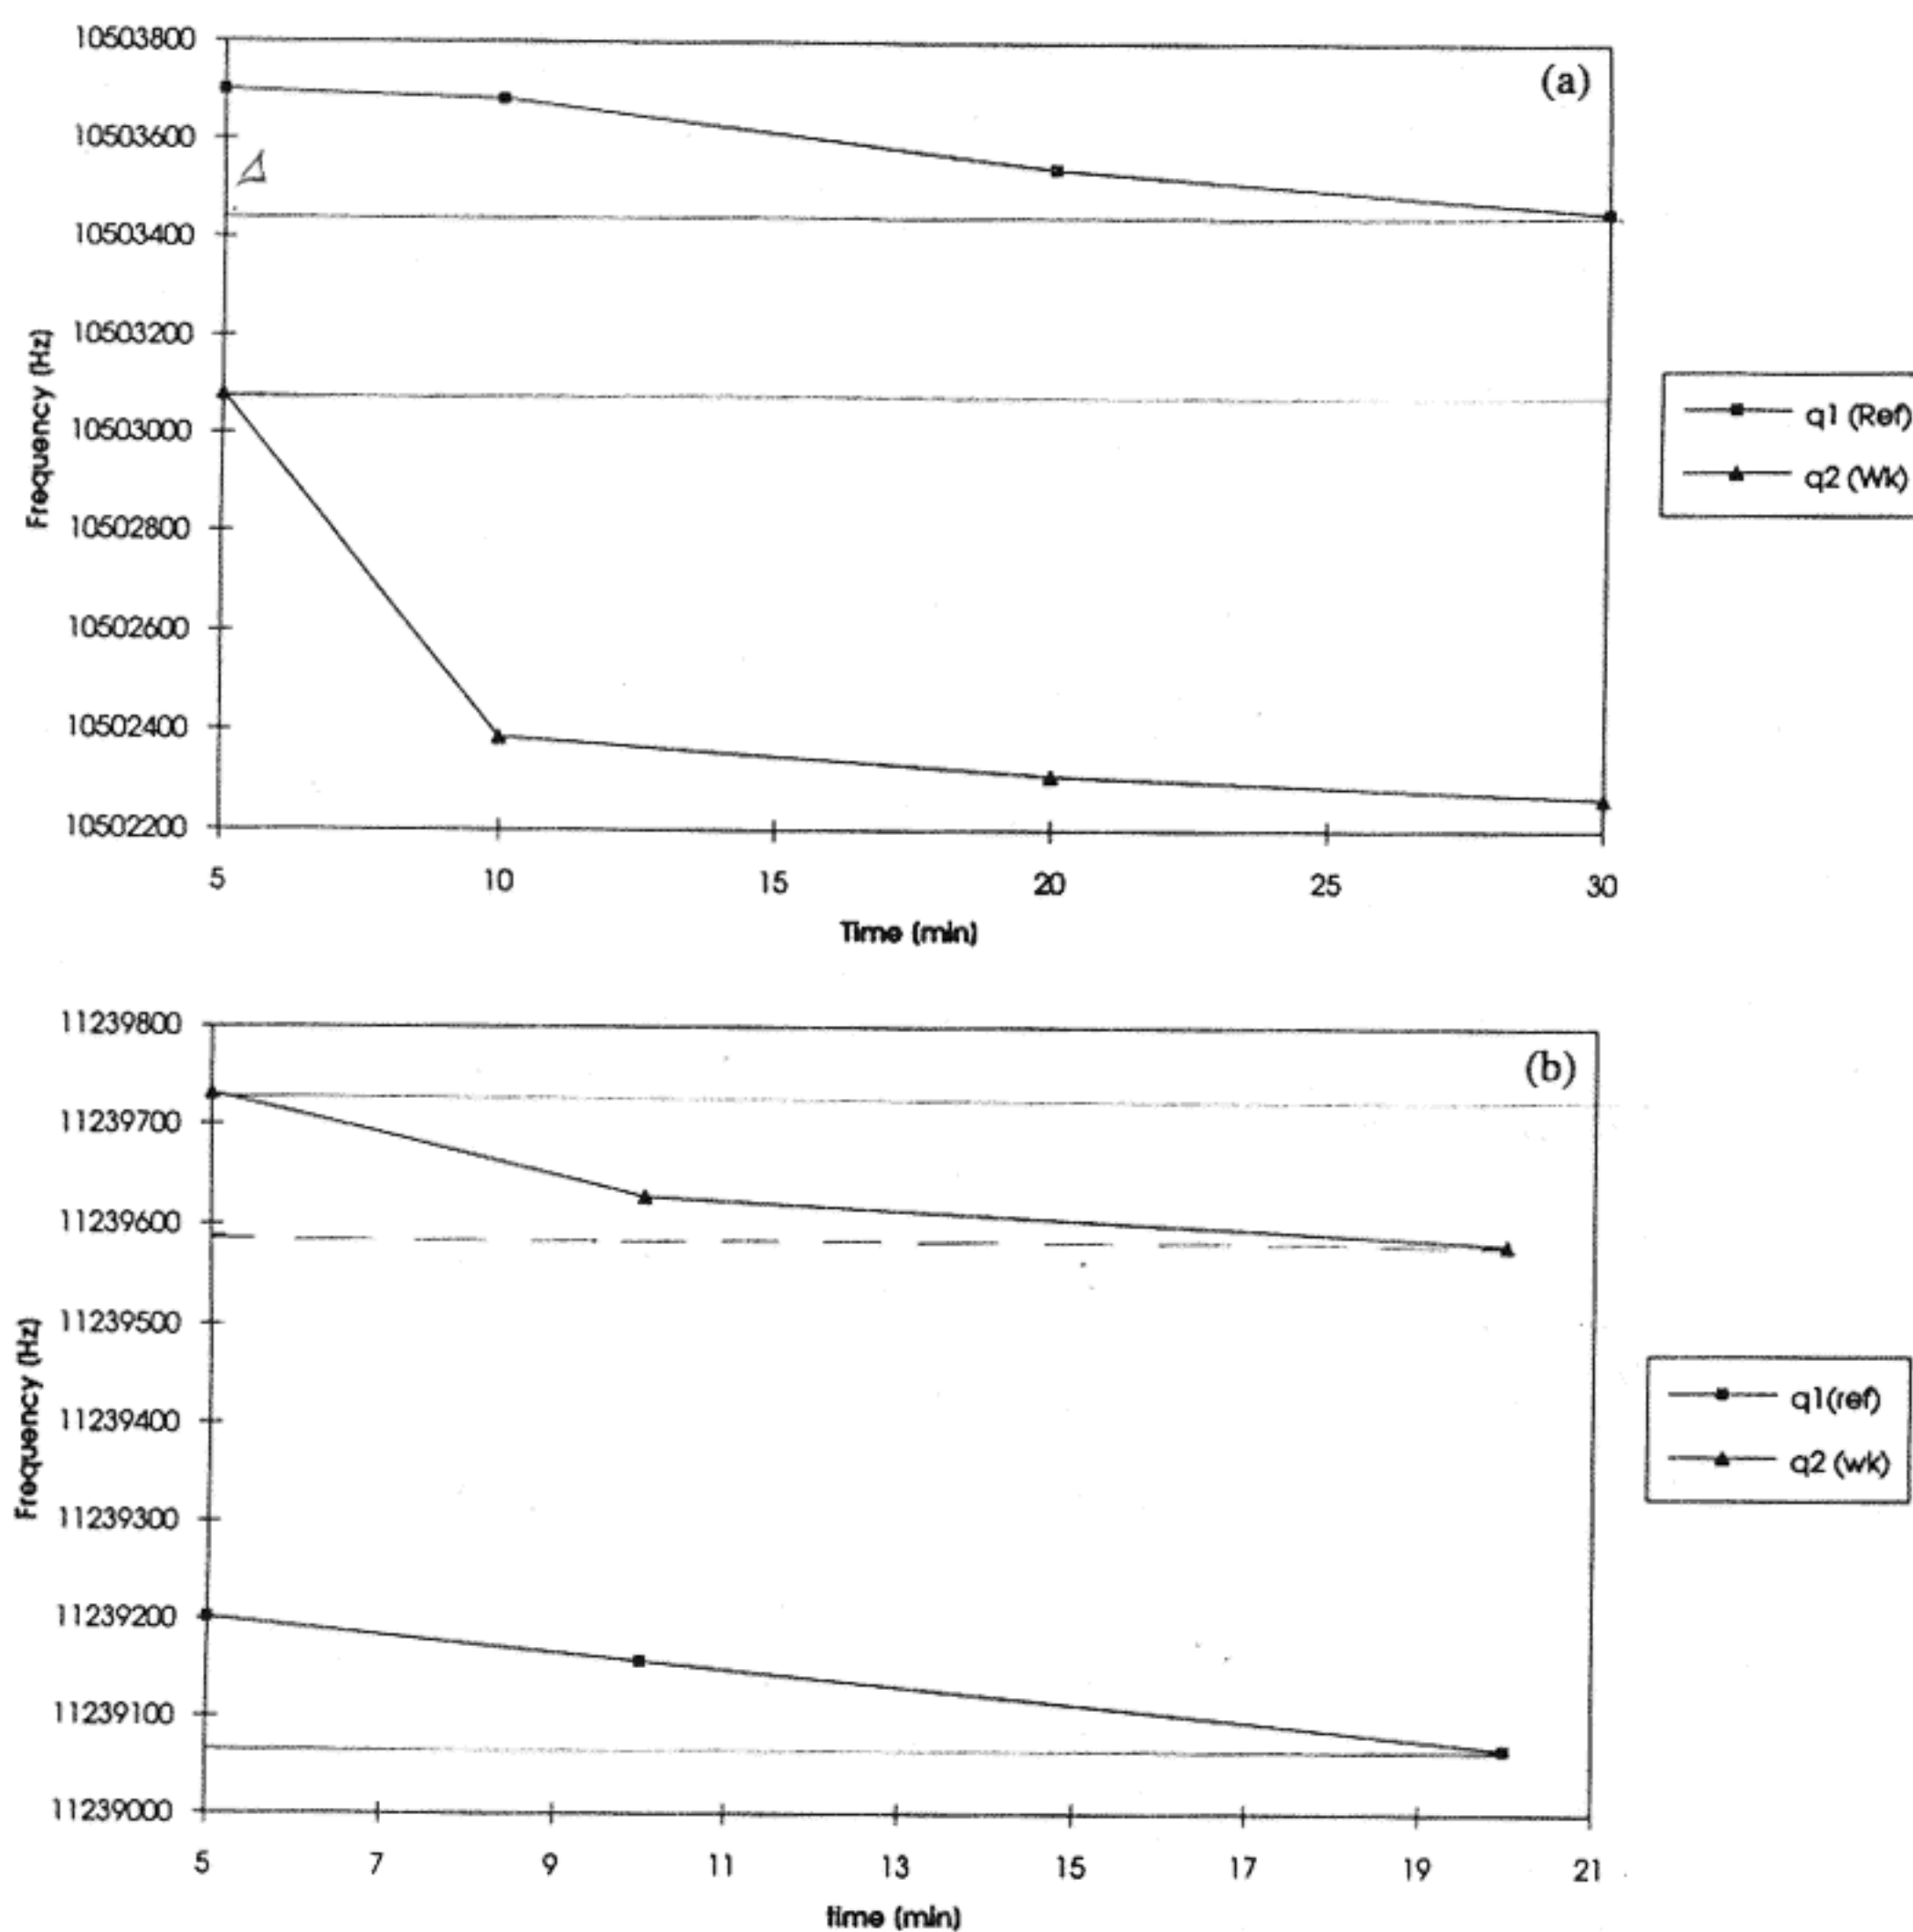 10503800
(a)
10503600
10503400
10503200
10503000
10502800
10502600
10502400
10502200
Frequency (Hz)
q1 (Ref)
q2 (Wk)
5 10 15 20 25 30
Time (min)
11239800
(b)
11239700
11239600
11239500
11239400
11239300
11239200
11239100
11239000
Frequency (Hz)
q1(ref)
q2 (wk)
5 7 9 11 13 15 17 19 21
time (min)